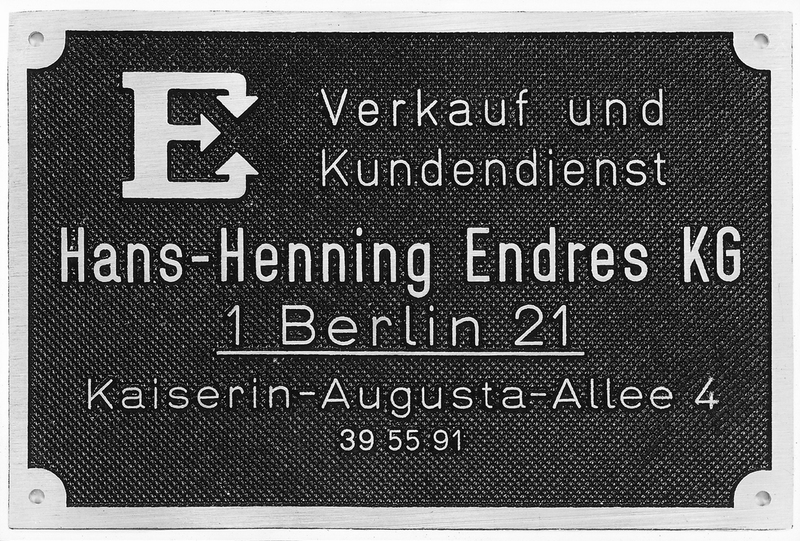 E
Verkauf und
Kundendienst
Hans-Henning Endres KG
1 Berlin 21
Kaiserin-Augusta-Allee 4
39 55 91